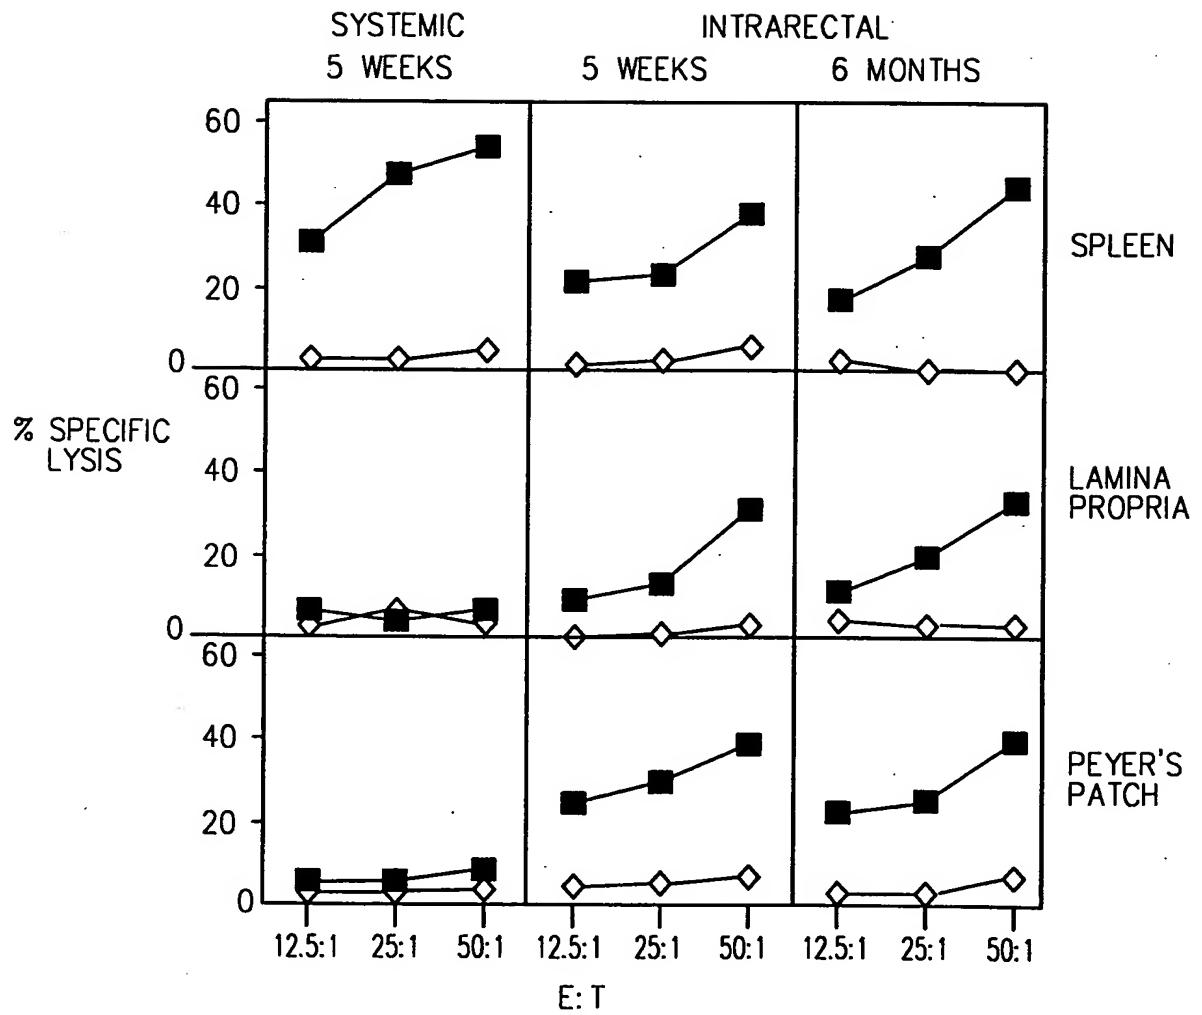 SYSTEMIC
5 WEEKS
INTRARECTAL
5 WEEKS
6 MONTHS
60
40
20
0
SPLEEN
% SPECIFIC
LYSIS
60
40
20
0
LAMINA
PROPRIA
60
40
20
0
PEYER'S
PATCH
12.5:1 25:1 50:1 12.5:1 25:1 50:1 12.5:1 25:1 50:1
E:T